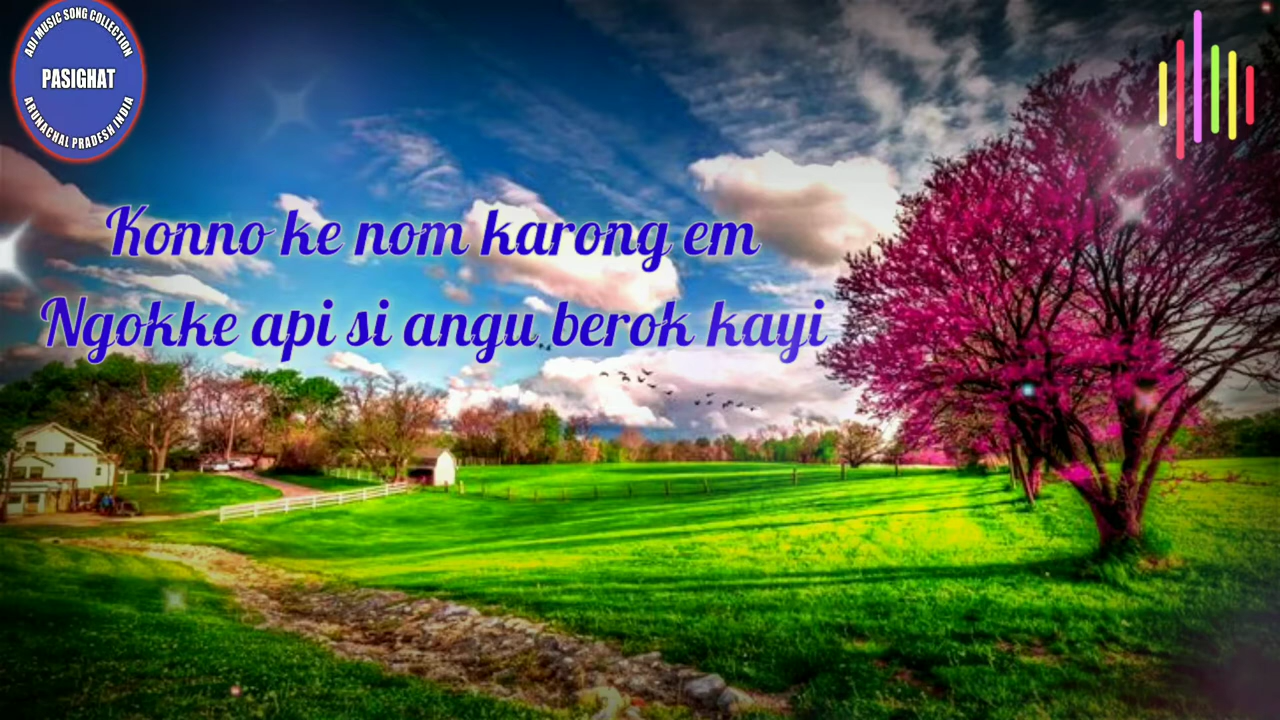 ADI MUSIC SONG COLLECTION
PASIGHAT
ARUNACHAL PRADESH INDIA
Konno ke nom karong em
Ngokke api si angu berok kayi